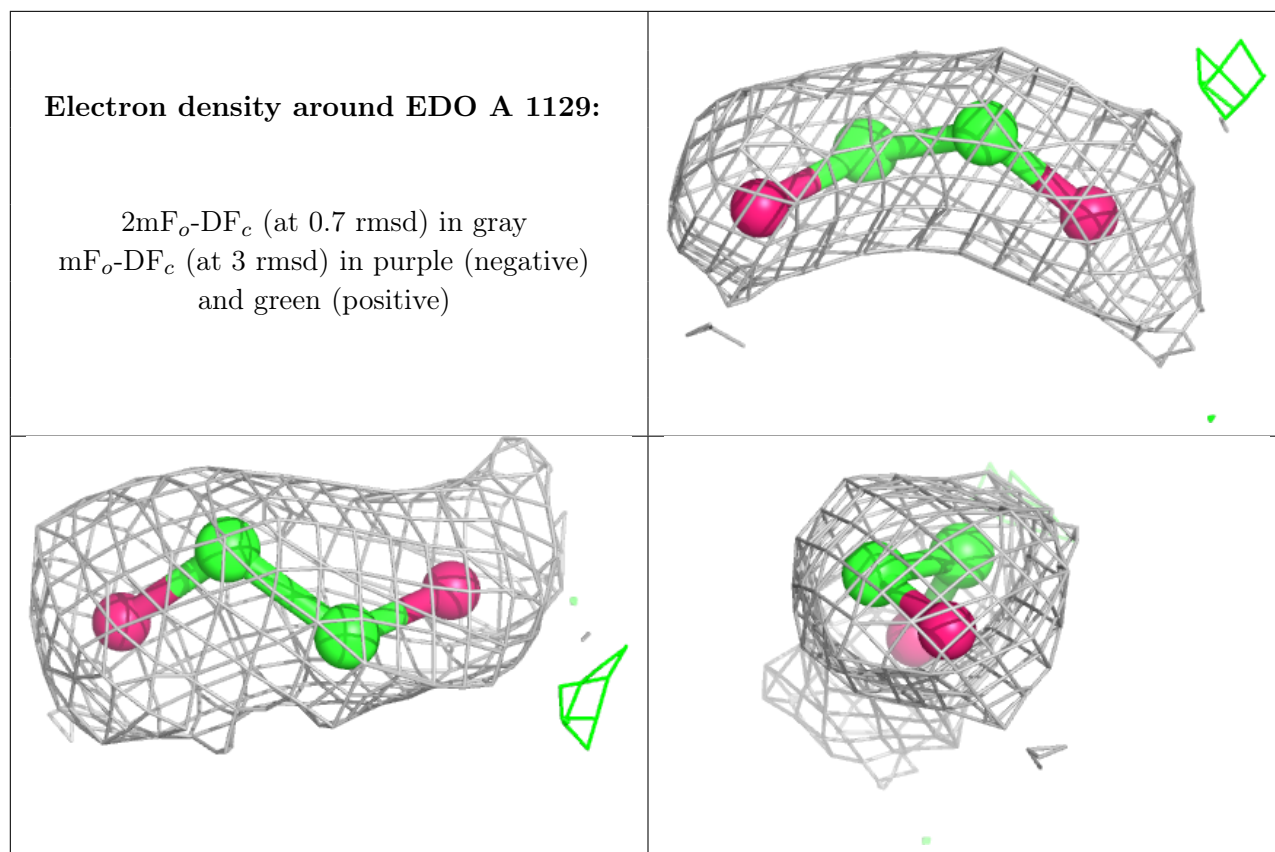 Electron density around EDO A 1129:
2mFo-DFc (at 0.7 rmsd) in gray
mFo-DFc (at 3 rmsd) in purple (negative)
and green (positive)